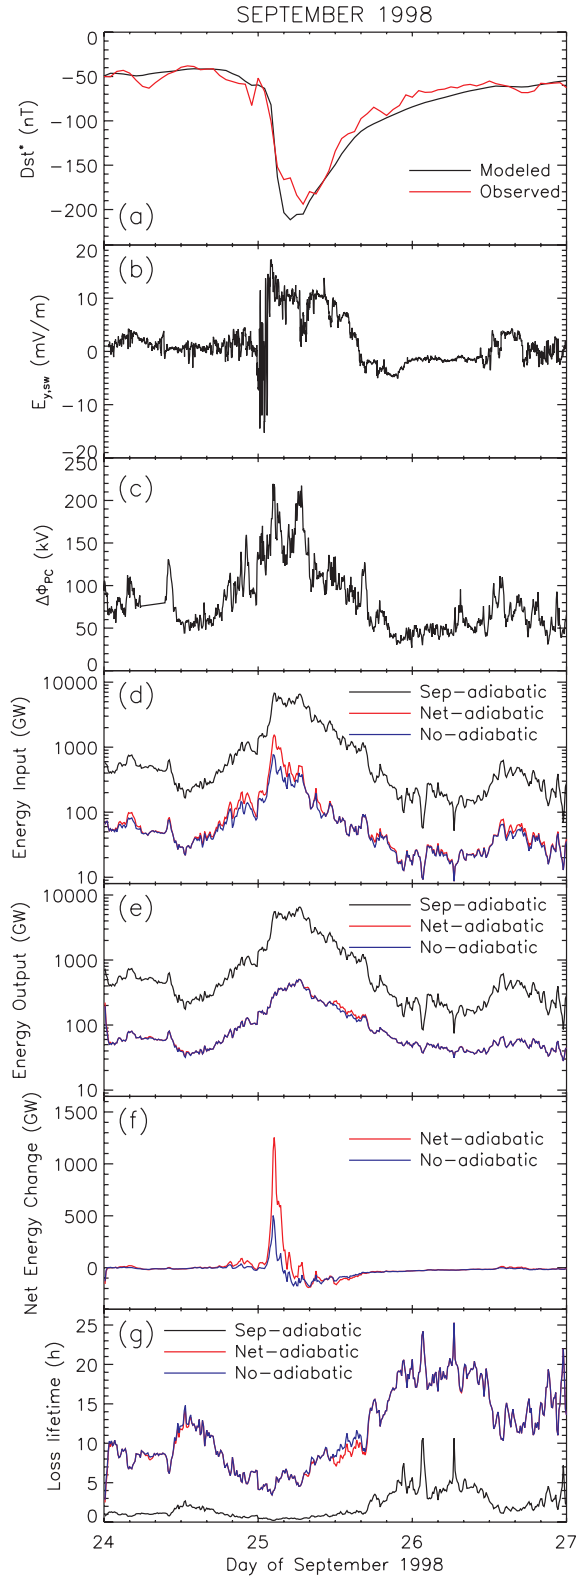 SEPTEMBER 1998
0
−50
−100
−150
−200
Dst* (nT)
(a)
Modeled
Observed
20
10
0
−10
−20
E_y,sw (mV/m)
(b)
250
200
150
100
50
0
ΔΦ_PC (kV)
(c)
10000
1000
100
10
Energy Input (GW)
(d)
Sep−adiabatic
Net−adiabatic
No−adiabatic
10000
1000
100
10
Energy Output (GW)
(e)
Sep−adiabatic
Net−adiabatic
No−adiabatic
1500
1000
500
0
Net Energy Change (GW)
(f)
Net−adiabatic
No−adiabatic
25
20
15
10
5
0
Loss lifetime (h)
(g)
Sep−adiabatic
Net−adiabatic
No−adiabatic
24 25 26 27
Day of September 1998